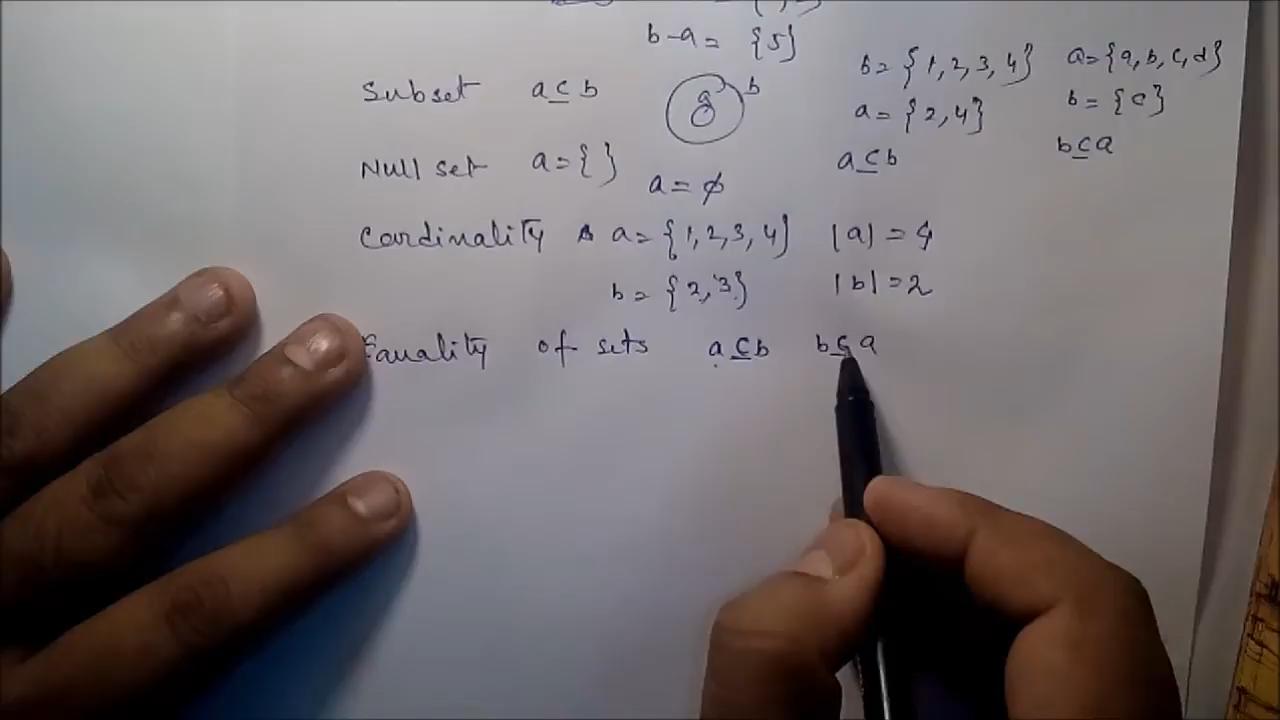 b-a = {5}
b = {1, 2, 3, 4} a={a, b, c, d}
Subset a⊆b a b a = {2, 4} b = {c}
a⊆b b⊆a
Null set a={ } a = φ
Cardinality a = {1, 2, 3, 4} |a| = 4
b = {2, 3} |b| = 2
Equality of sets a⊆b b⊆a